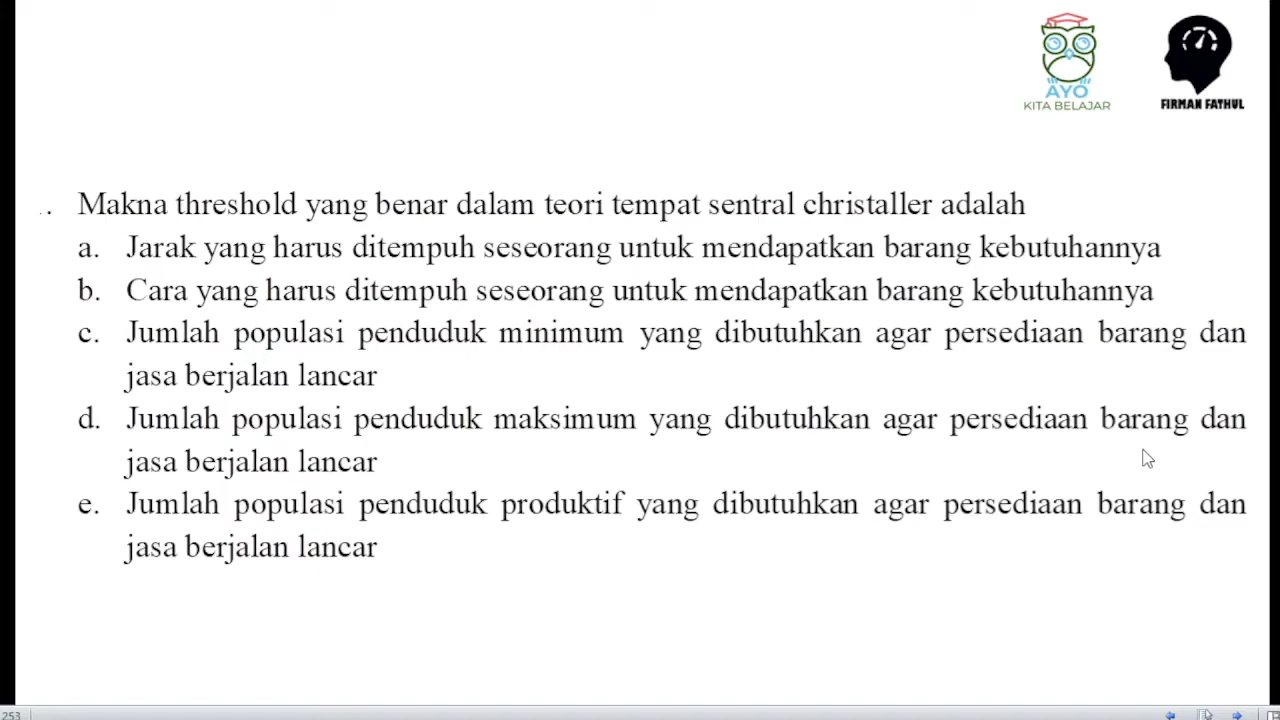 AYO
KITA BELAJAR
FIRMAN FATHUL
. Makna threshold yang benar dalam teori tempat sentral christaller adalah
a. Jarak yang harus ditempuh seseorang untuk mendapatkan barang kebutuhannya
b. Cara yang harus ditempuh seseorang untuk mendapatkan barang kebutuhannya
c. Jumlah populasi penduduk minimum yang dibutuhkan agar persediaan barang dan
jasa berjalan lancar
d. Jumlah populasi penduduk maksimum yang dibutuhkan agar persediaan barang dan
jasa berjalan lancar
e. Jumlah populasi penduduk produktif yang dibutuhkan agar persediaan barang dan
jasa berjalan lancar
253